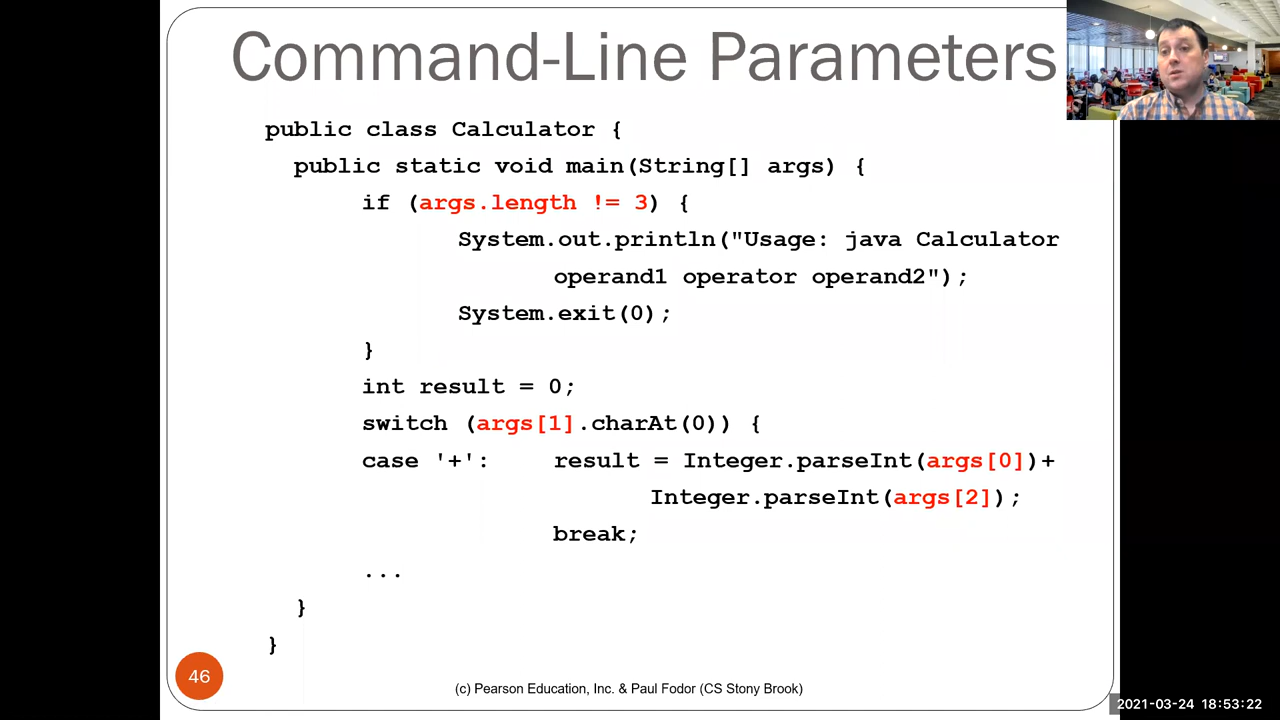 Command-Line Parameters
public class Calculator {
public static void main(String[] args) {
if (args.length != 3) {
System.out.println("Usage: java Calculator
operand1 operator operand2");
System.exit(0);
}
int result = 0;
switch (args[1].charAt(0)) {
case '+': result = Integer.parseInt(args[0])+
Integer.parseInt(args[2]);
break;
...
}
}
46
(c) Pearson Education, Inc. & Paul Fodor (CS Stony Brook)
2021-03-24 18:53:22